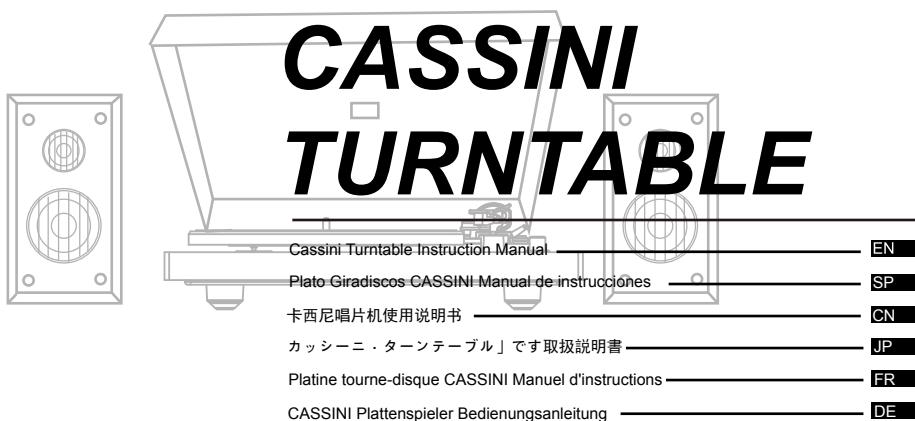 CASSINI
TURNTABLE
Cassini Turntable Instruction Manual EN
Plato Giradiscos CASSINI Manual de instrucciones SP
卡西尼唱片机使用说明书 CN
カッシーニ・ターンテーブル」です取扱説明書 JP
Platine tourne-disque CASSINI Manuel d'instructions FR
CASSINI Plattenspieler Bedienungsanleitung DE